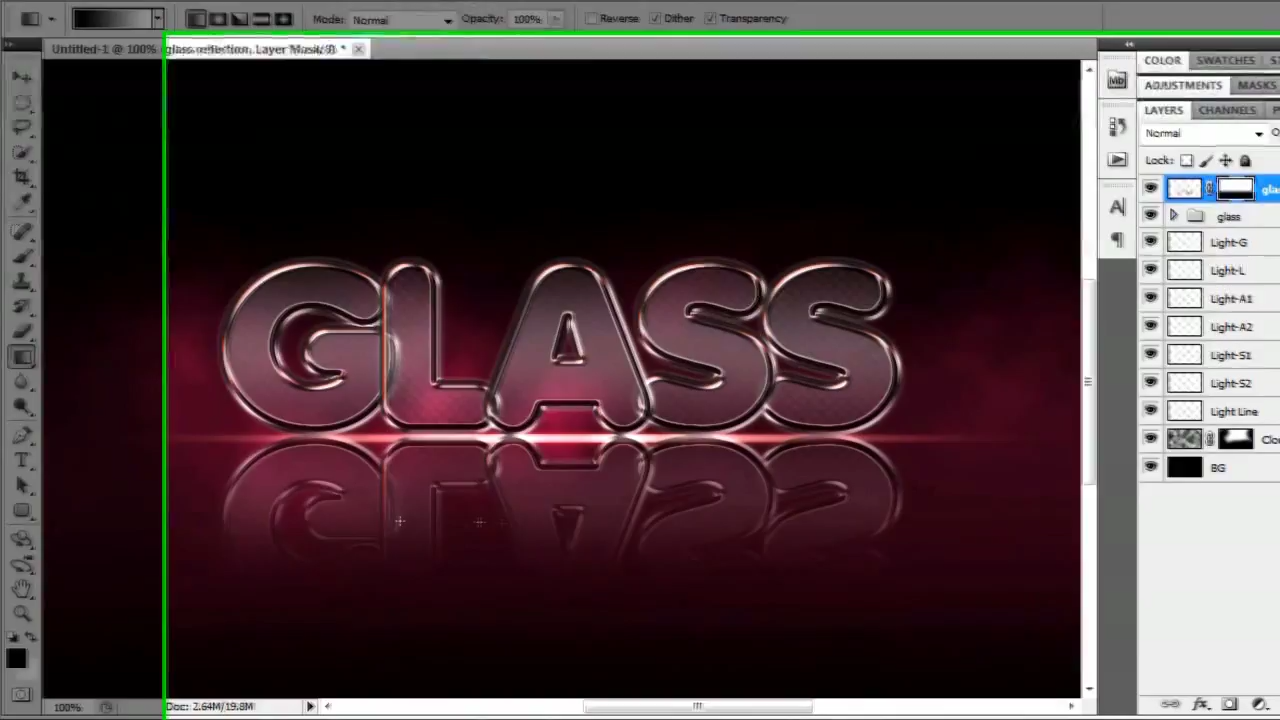 Mode: Normal Opacity: 100% Reverse Dither Transparency
Untitled-1 @ 100% glass reflection, Layer Mask/8 *
COLOR SWATCHES
ADJUSTMENTS MASKS
LAYERS CHANNELS
Normal
Lock:
glass
Light-G
Light-L
Light-A1
Light-A2
Light-S1
Light-S2
Light Line
BG
GLASS
100% Doc: 2.64M/19.8M